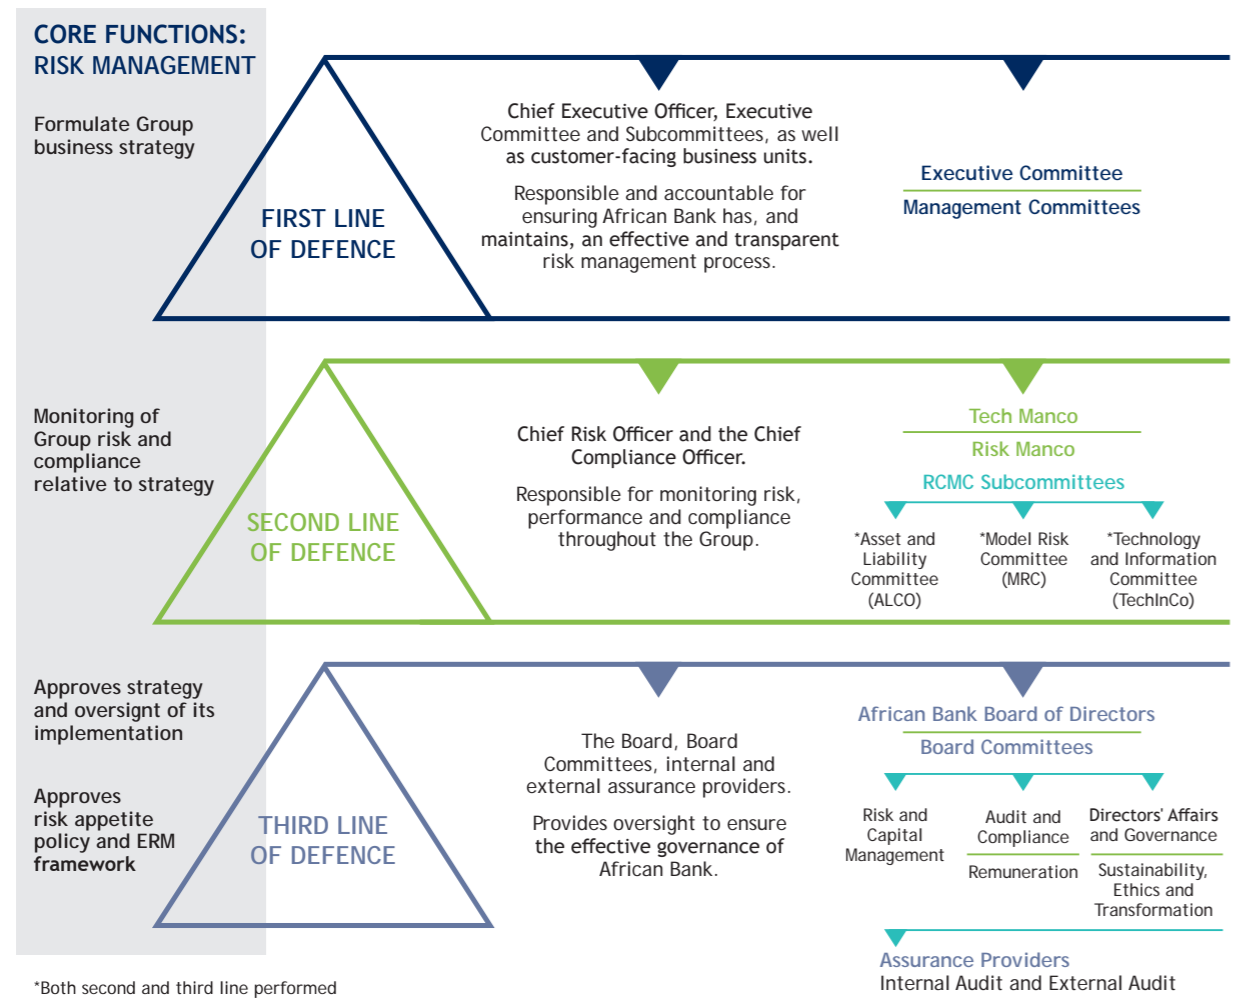 CORE FUNCTIONS:
RISK MANAGEMENT
Formulate Group
business strategy
FIRST LINE
OF DEFENCE
Chief Executive Officer, Executive
Committee and Subcommittees, as well
as customer-facing business units.
Responsible and accountable for
ensuring African Bank has, and
maintains, an effective and transparent
risk management process.
Executive Committee
Management Committees
Monitoring of
Group risk and
compliance
relative to strategy
SECOND LINE
OF DEFENCE
Chief Risk Officer and the Chief
Compliance Officer.
Responsible for monitoring risk,
performance and compliance
throughout the Group.
Tech Manco
Risk Manco
RCMC Subcommittees
*Asset and
Liability
Committee
(ALCO)
*Model Risk
Committee
(MRC)
*Technology
and Information
Committee
(TechInCo)
Approves strategy
and oversignt of its
implementation
Approves
risk appetite
policy and ERM
framework
THIRD LINE
OF DEFENCE
The Board, Board
Committees, internal and
external assurance providers.
Provides oversight to ensure
the effective governance of
African Bank.
African Bank Board of Directors
Board Committees
Risk and
Capital
Management
Audit and
Compliance
Remuneration
Directors' Affairs
and Governance
Sustainability,
Ethics and
Transformation
Assurance Providers
Internal Audit and External Audit
*Both second and third line performed